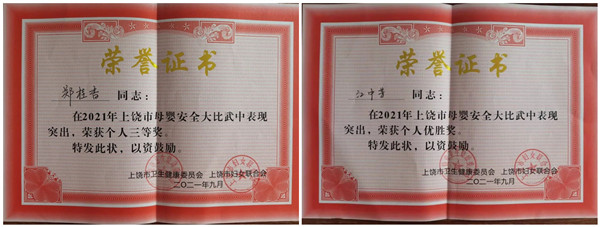 荣誉证书
郑桂吉 同志：
在2021年上饶市母婴安全大比武中表现
突出，荣获个人三等奖。
特发此状，以资鼓励。
上饶市卫生健康委员会 上饶市妇女联合会
二〇二一年九月
荣誉证书
同志：
在2021年上饶市母婴安全大比武中表现
突出，荣获个人优胜奖。
特发此状，以资鼓励。
上饶市卫生健康委员会 上饶市妇女联合会
二〇二一年九月